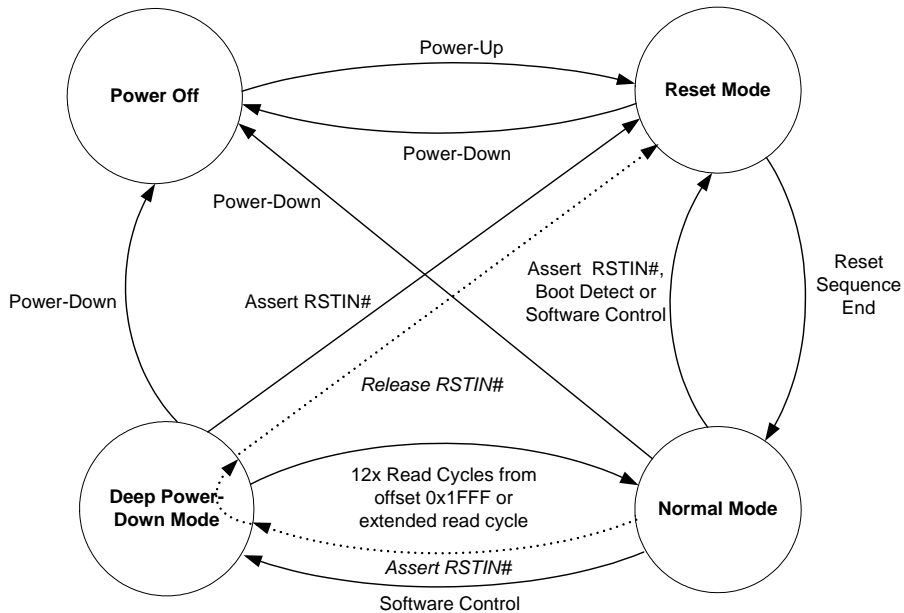 Power-Up
Power Off
Reset Mode
Power-Down
Power-Down
Assert RSTIN#,
Boot Detect or
Software Control
Reset
Sequence
End
Power-Down
Assert RSTIN#
Release RSTIN#
12x Read Cycles from
offset 0x1FFF or
extended read cycle
Deep Power-
Down Mode
Normal Mode
Assert RSTIN#
Software Control